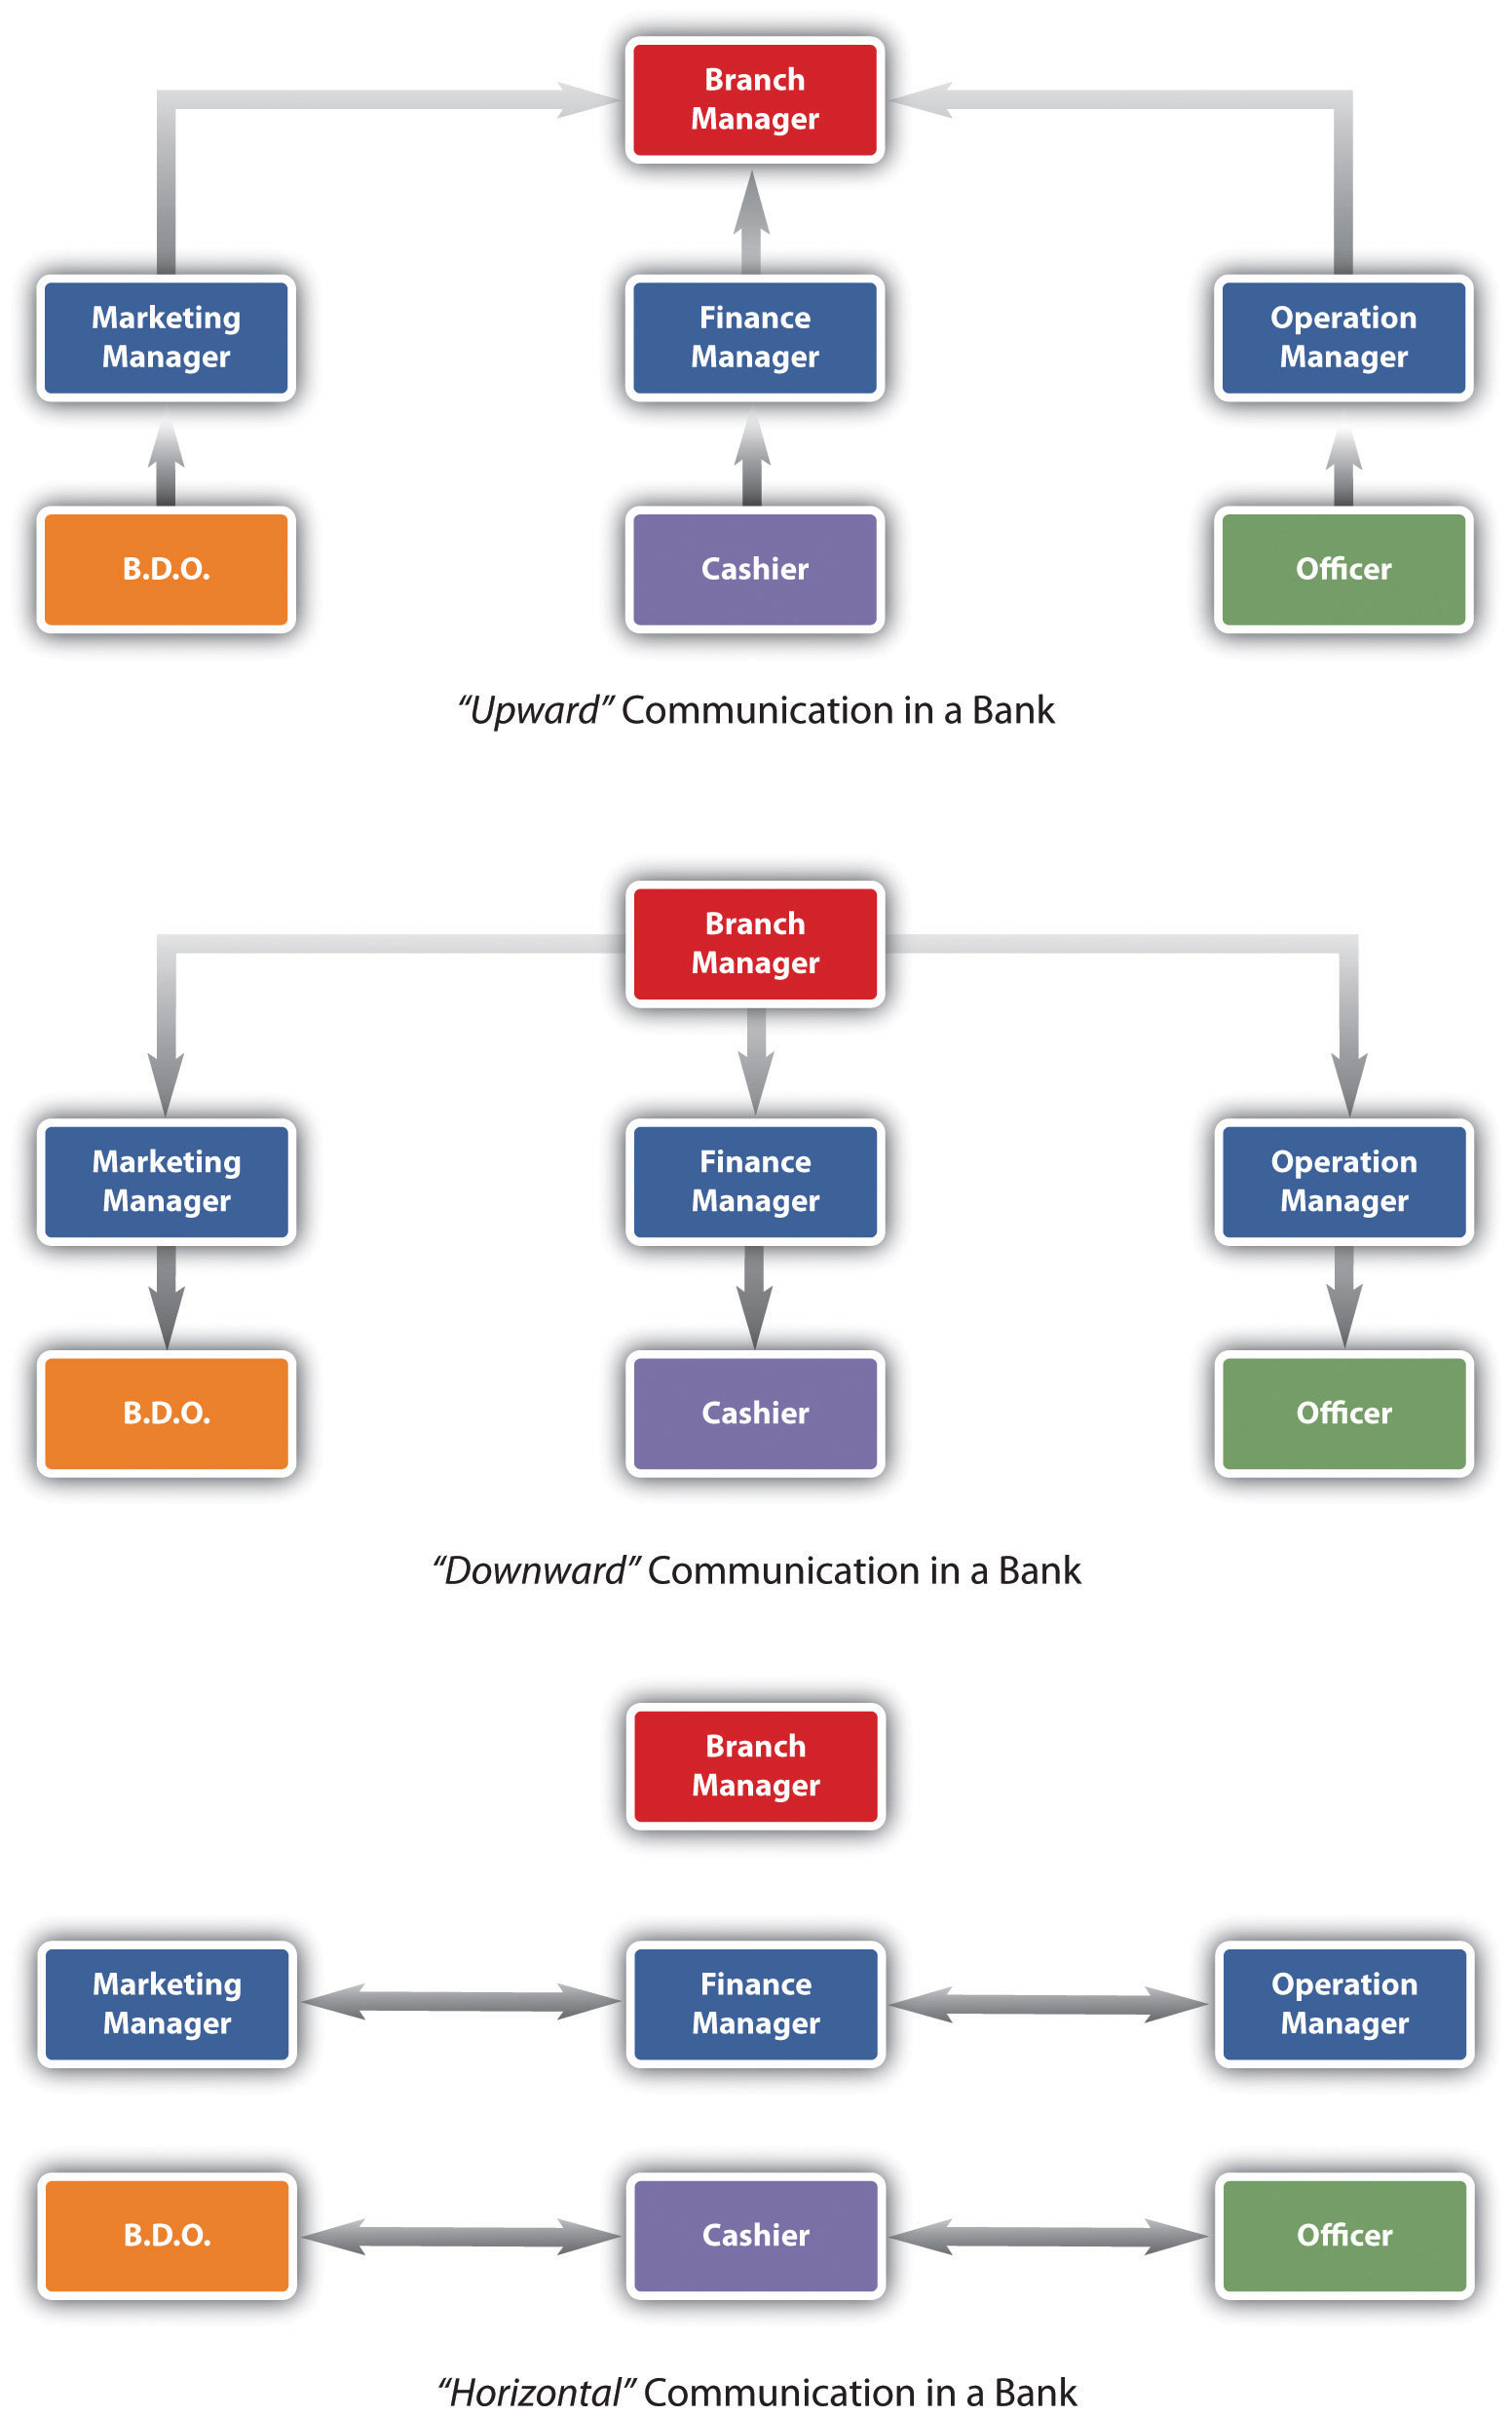 Branch
Manager
Marketing
Manager
Finance
Manager
Operation
Manager
B.D.O.
Cashier
Officer
“Upward” Communication in a Bank
Branch
Manager
Marketing
Manager
Finance
Manager
Operation
Manager
B.D.O.
Cashier
Officer
“Downward” Communication in a Bank
Branch
Manager
Marketing
Manager
Finance
Manager
Operation
Manager
B.D.O.
Cashier
Officer
“Horizontal” Communication in a Bank